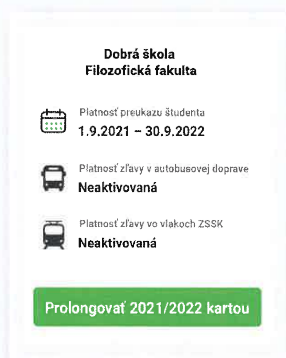 Dobrá škola
Filozofická fakulta
Platnosť preukazu študenta
1.9.2021 – 30.9.2022
Platnosť zľavy v autobusovej doprave
Neaktivovaná
Platnosť zľavy vo vlakoch ZSSK
Neaktivovaná
Prolongovať 2021/2022 kartou